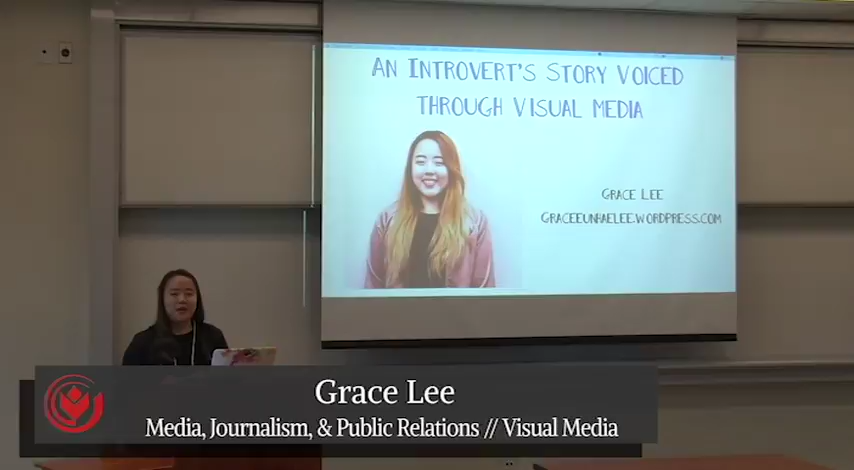 AN INTROVERT'S STORY VOICED
THROUGH VISUAL MEDIA
GRACE LEE
GRACEEUNHAELEE.WORDPRESS.COM
Grace Lee
Media, Journalism, & Public Relations // Visual Media